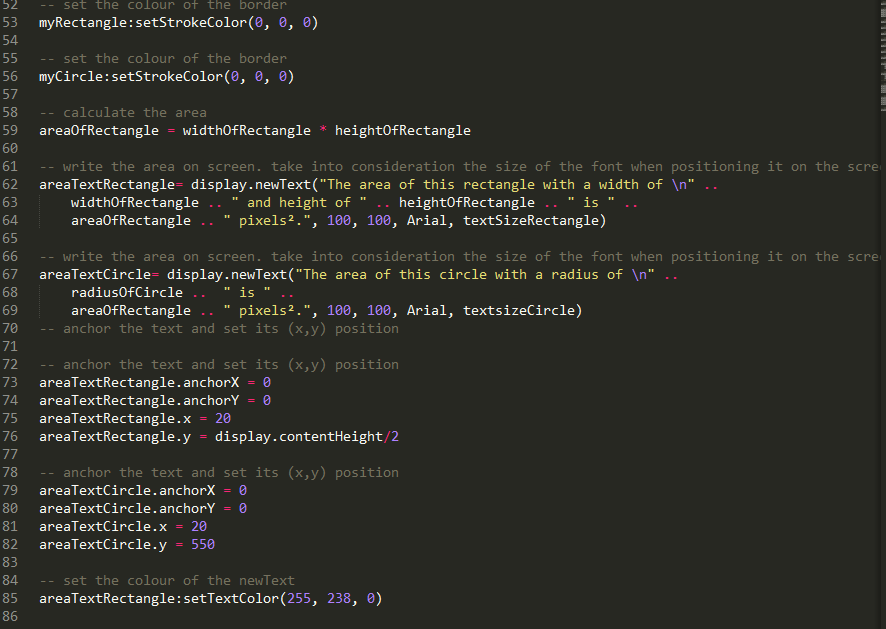 52 -- set the colour of the border
53 myRectangle:setStrokeColor(0, 0, 0)
54
55 -- set the colour of the border
56 myCircle:setStrokeColor(0, 0, 0)
57
58 -- calculate the area
59 areaOfRectangle = widthOfRectangle * heightOfRectangle
60
61 -- write the area on screen. take into consideration the size of the font when positioning it on the scre
62 areaTextRectangle= display.newText("The area of this rectangle with a width of \n" ..
63     widthOfRectangle .. " and height of " .. heightOfRectangle .. " is " ..
64     areaOfRectangle .. " pixels².", 100, 100, Arial, textSizeRectangle)
65
66 -- write the area on screen. take into consideration the size of the font when positioning it on the scre
67 areaTextCircle= display.newText("The area of this circle with a radius of \n" ..
68     radiusOfCircle ..  " is " ..
69     areaOfRectangle .. " pixels².", 100, 100, Arial, textsizeCircle)
70 -- anchor the text and set its (x,y) position
71
72 -- anchor the text and set its (x,y) position
73 areaTextRectangle.anchorX = 0
74 areaTextRectangle.anchorY = 0
75 areaTextRectangle.x = 20
76 areaTextRectangle.y = display.contentHeight/2
77
78 -- anchor the text and set its (x,y) position
79 areaTextCircle.anchorX = 0
80 areaTextCircle.anchorY = 0
81 areaTextCircle.x = 20
82 areaTextCircle.y = 550
83
84 -- set the colour of the newText
85 areaTextRectangle:setTextColor(255, 238, 0)
86